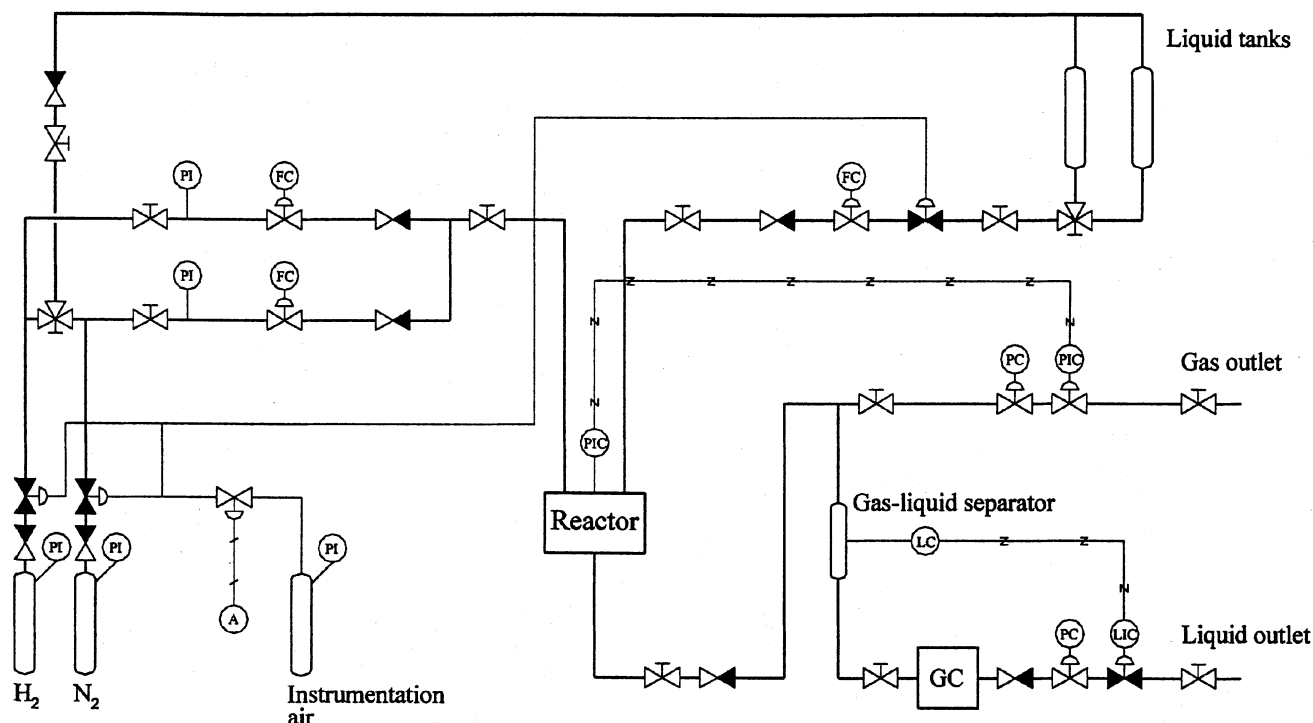 Liquid tanks
PI
FC
FC
PI
FC
PC
PIC
Gas outlet
PIC
Reactor
Gas-liquid separator
PI
PI
PI
LC
A
PC
LIC
Liquid outlet
GC
H₂
N₂
Instrumentation
air